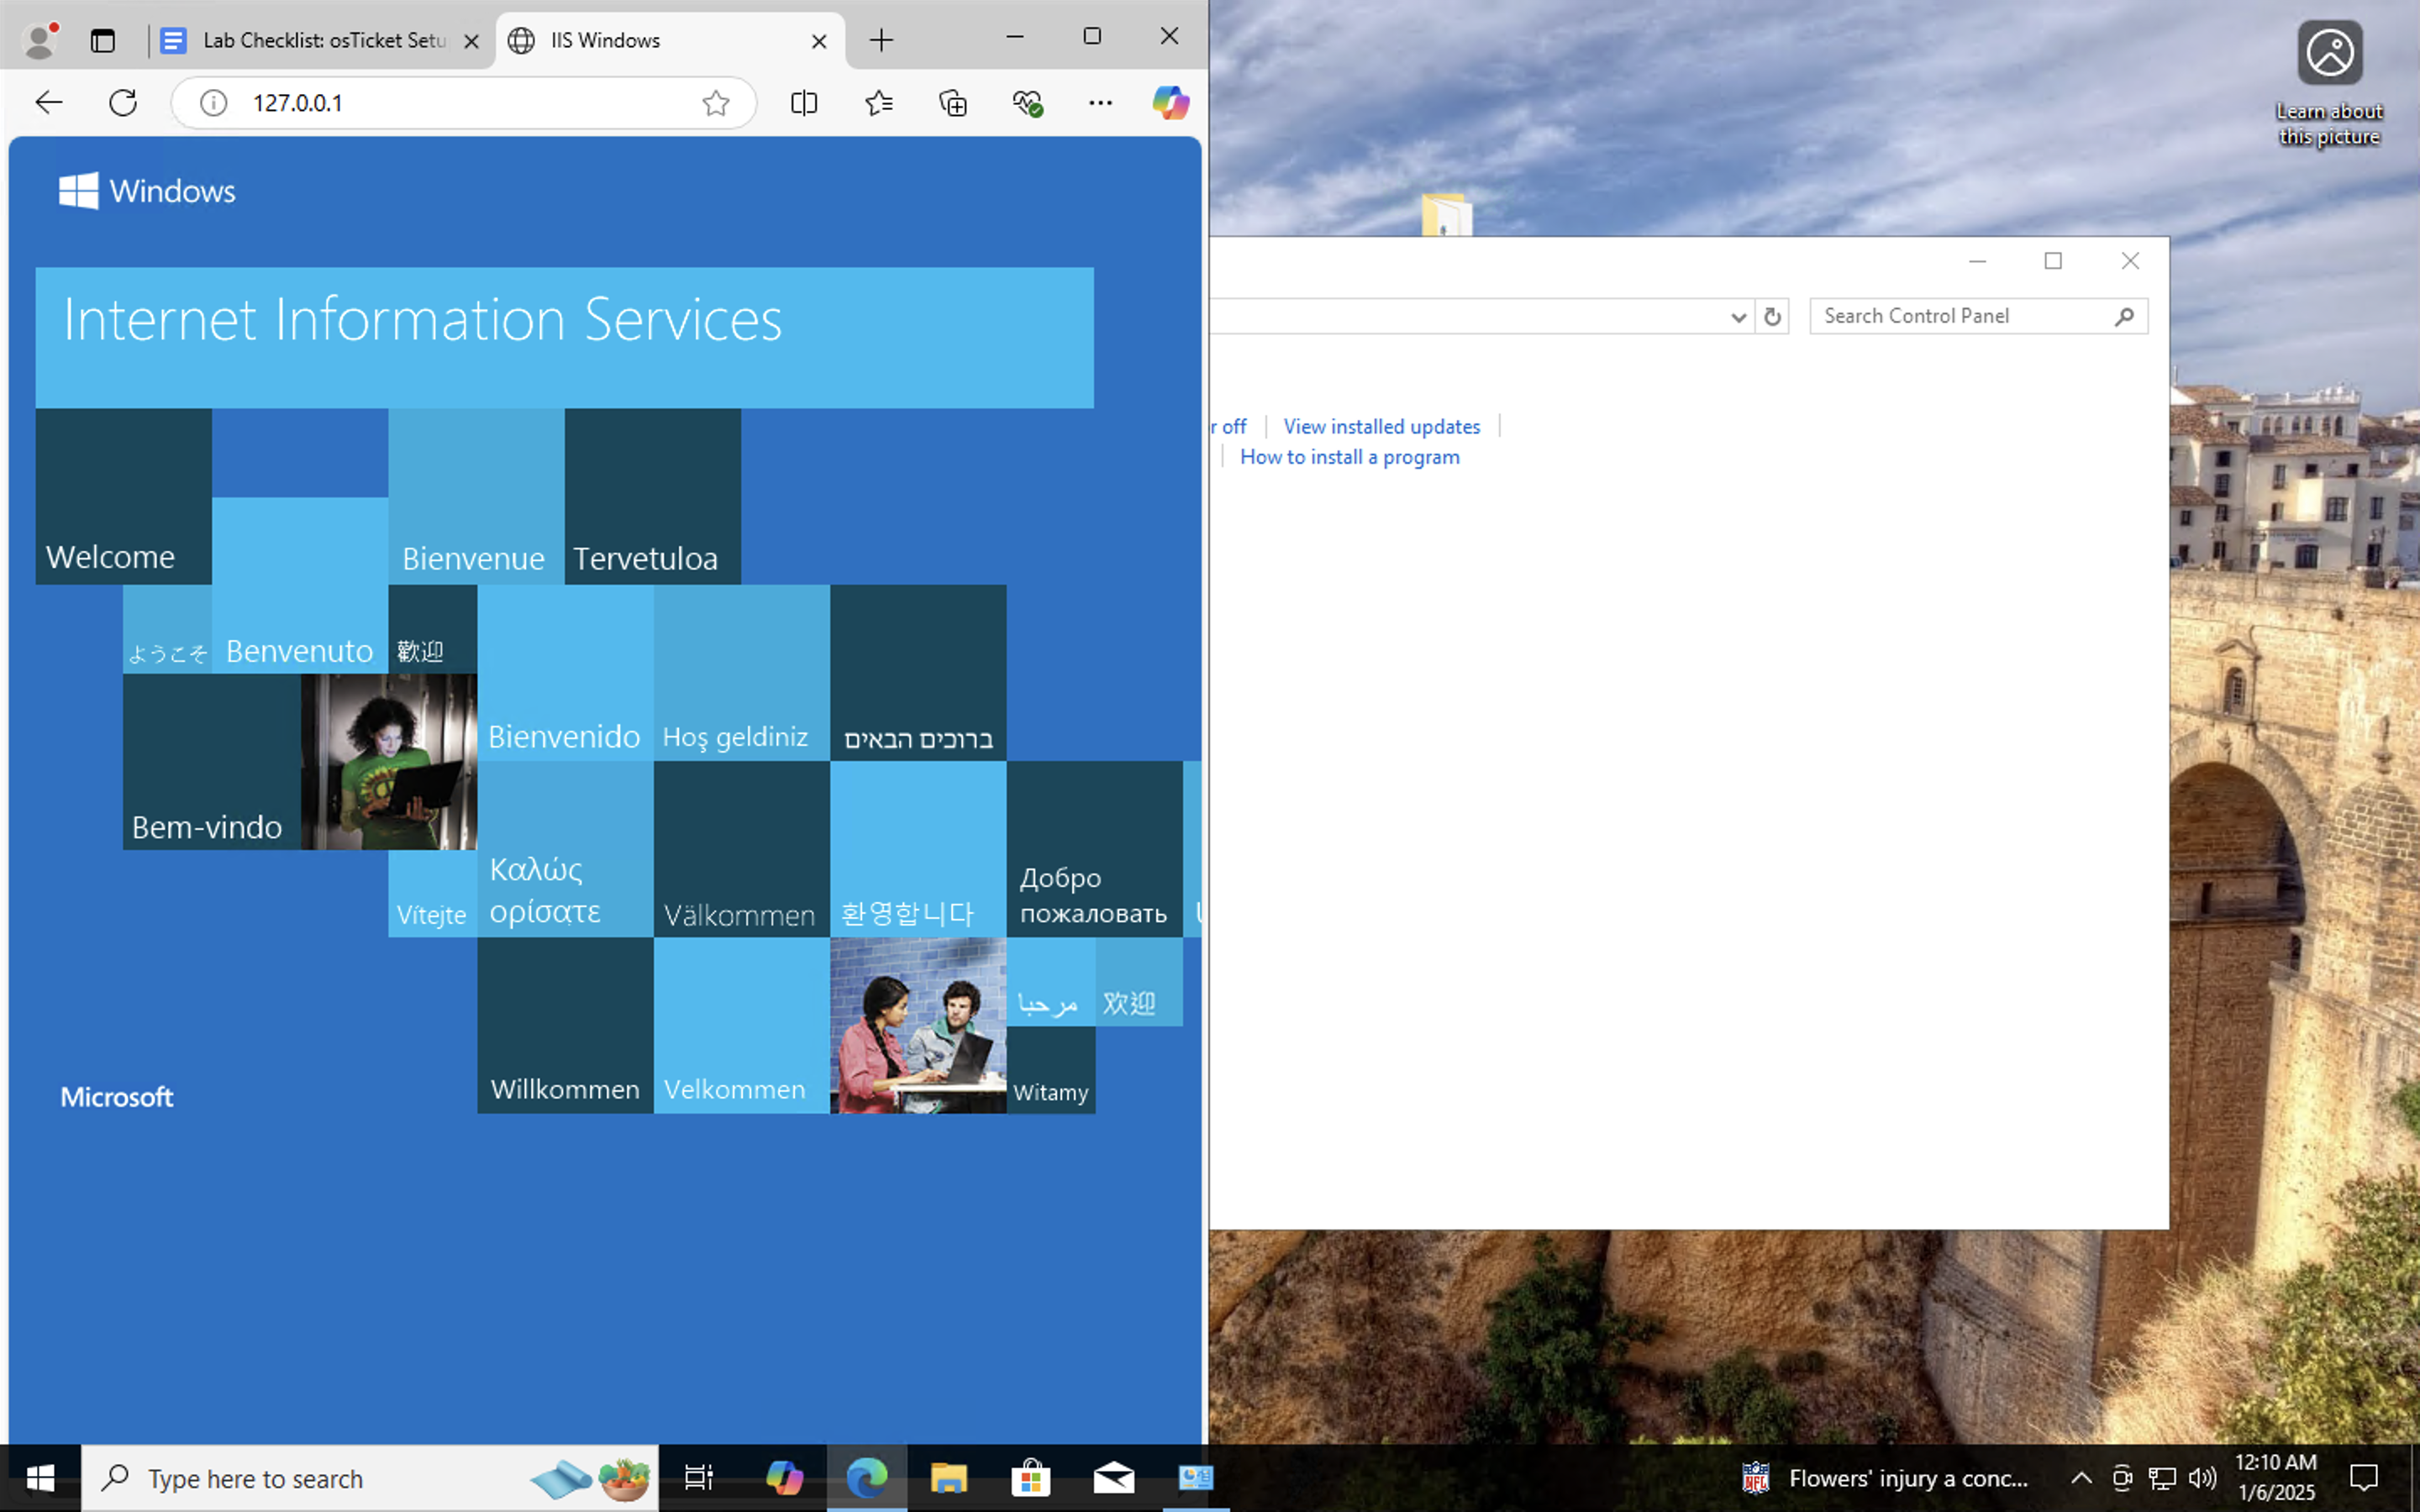 Lab Checklist: osTicket Setu
IIS Windows
127.0.0.1
Learn about
this picture
Windows
Internet Information Services
Search Control Panel
r off
View installed updates
How to install a program
Welcome
Bienvenue
Tervetuloa
ようこそ
Benvenuto
歡迎
Bienvenido
Hoş geldiniz
ברוכים הבאים
Bem-vindo
Vítejte
Καλώς
ορίσατε
Välkommen
환영합니다
Добро
пожаловать
Willkommen
Velkommen
مرحبا
欢迎
Witamy
Microsoft
Type here to search
NFL
Flowers' injury a conc...
12:10 AM
1/6/2025